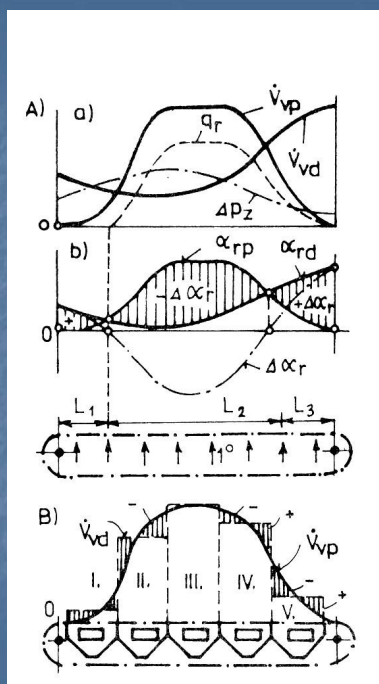 A) a)
V̇vp
qr
V̇vd
Δpz
b)
αrp
αrd
-Δαr
+Δαr
+
0
Δαr
L1 L2 L3
1°
B)
V̇vd
-
-
+
V̇vp
I. II. III. IV.
-
+
V.
0